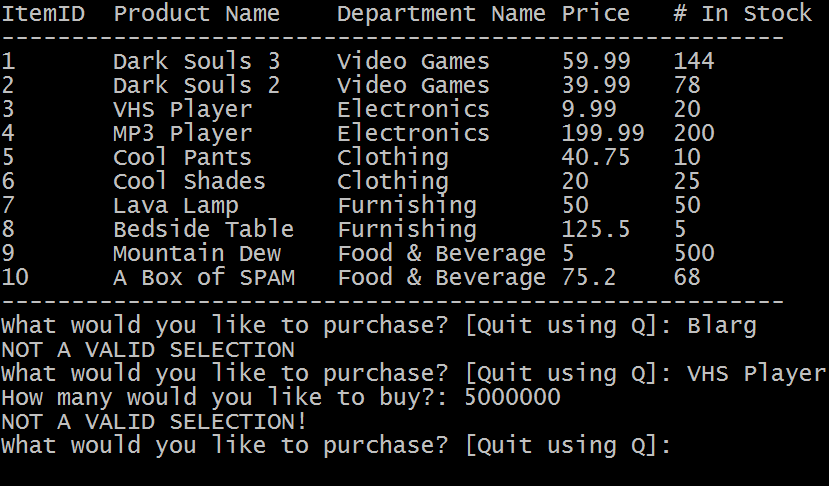 ItemID  Product Name    Department Name Price   # In Stock
--------------------------------------------------------
1       Dark Souls 3    Video Games     59.99   144
2       Dark Souls 2    Video Games     39.99   78
3       VHS Player      Electronics     9.99    20
4       MP3 Player      Electronics     199.99  200
5       Cool Pants      Clothing        40.75   10
6       Cool Shades     Clothing        20      25
7       Lava Lamp       Furnishing      50      50
8       Bedside Table   Furnishing      125.5   5
9       Mountain Dew    Food & Beverage 5       500
10      A Box of SPAM   Food & Beverage 75.2    68
--------------------------------------------------------
What would you like to purchase? [Quit using Q]: Blarg
NOT A VALID SELECTION
What would you like to purchase? [Quit using Q]: VHS Player
How many would you like to buy?: 5000000
NOT A VALID SELECTION!
What would you like to purchase? [Quit using Q]: